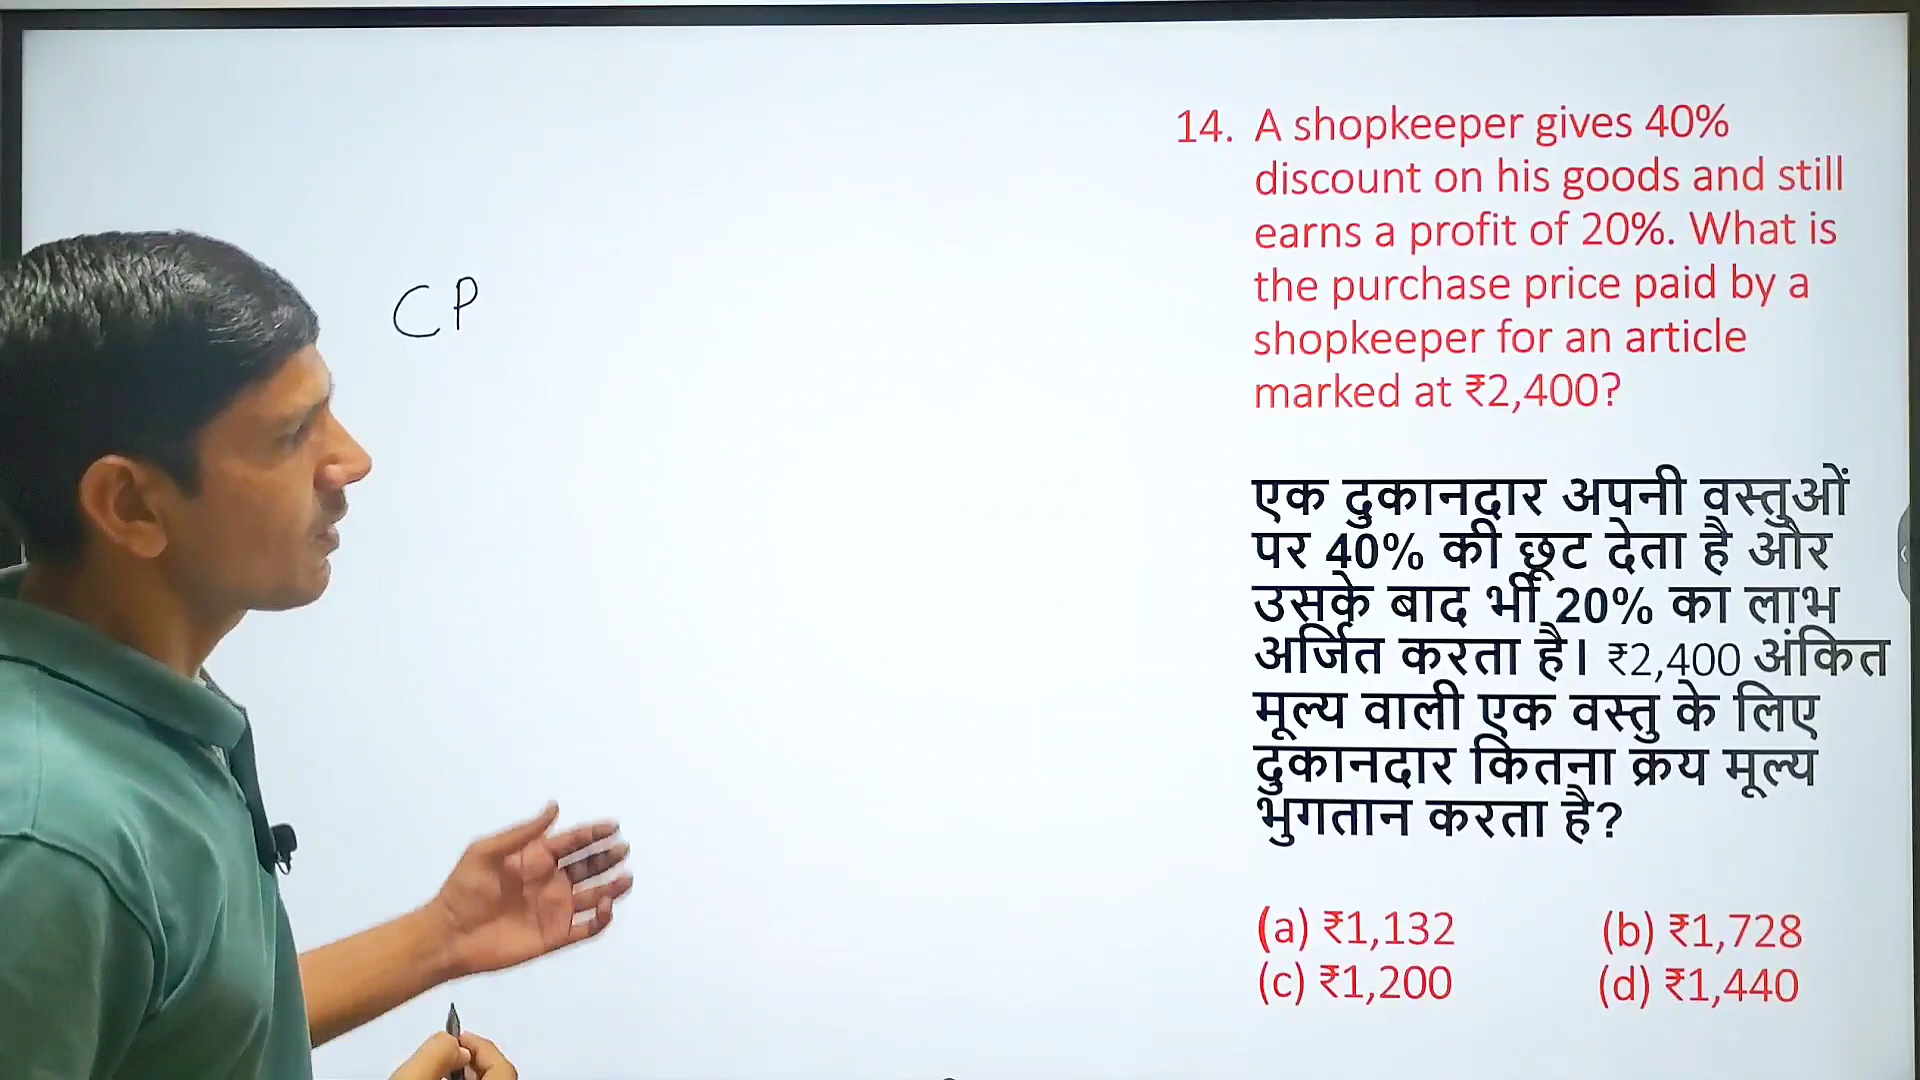 CP
14. A shopkeeper gives 40%
discount on his goods and still
earns a profit of 20%. What is
the purchase price paid by a
shopkeeper for an article
marked at ₹2,400?
एक दुकानदार अपनी वस्तुओं
पर 40% की छूट देता है और
उसके बाद भी 20% का लाभ
अर्जित करता है। ₹2,400 अंकित
मूल्य वाली एक वस्तु के लिए
दुकानदार कितना क्रय मूल्य
भुगतान करता है?
(a) ₹1,132 (b) ₹1,728
(c) ₹1,200 (d) ₹1,440